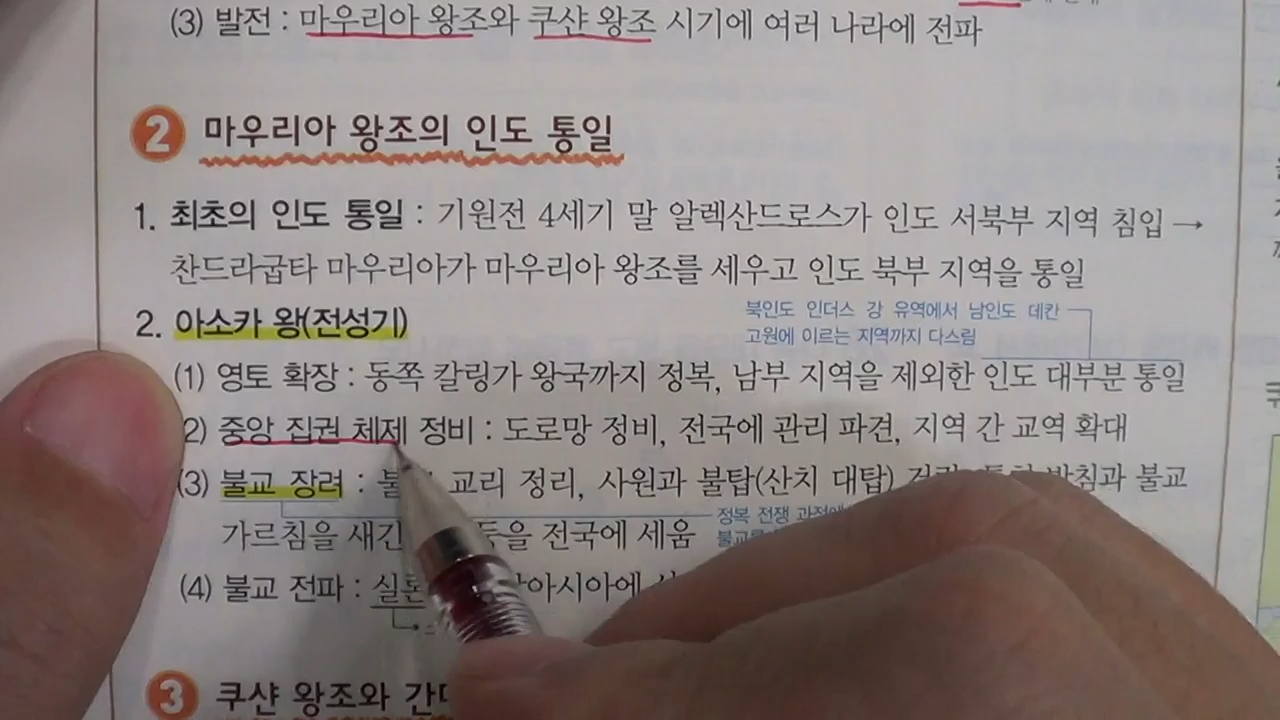 (3) 발전 : 마우리아 왕조와 쿠샨 왕조 시기에 여러 나라에 전파
2 마우리아 왕조의 인도 통일
1. 최초의 인도 통일 : 기원전 4세기 말 알렉산드로스가 인도 서북부 지역 침입 →
찬드라굽타 마우리아가 마우리아 왕조를 세우고 인도 북부 지역을 통일
북인도 인더스 강 유역에서 남인도 데칸
2. 아소카 왕(전성기)
고원에 이르는 지역까지 다스림
(1) 영토 확장 : 동쪽 칼링가 왕국까지 정복, 남부 지역을 제외한 인도 대부분 통일
2) 중앙 집권 체제 정비 : 도로망 정비, 전국에 관리 파견, 지역 간 교역 확대
(3) 불교 장려 : 교리 정리, 사원과 불탑(산치 대탑) 방침과 불교
정복 전쟁 과정에
가르침을 새긴 전국에 세움
(4) 불교 전파 : 실론
3 쿠샨 왕조와